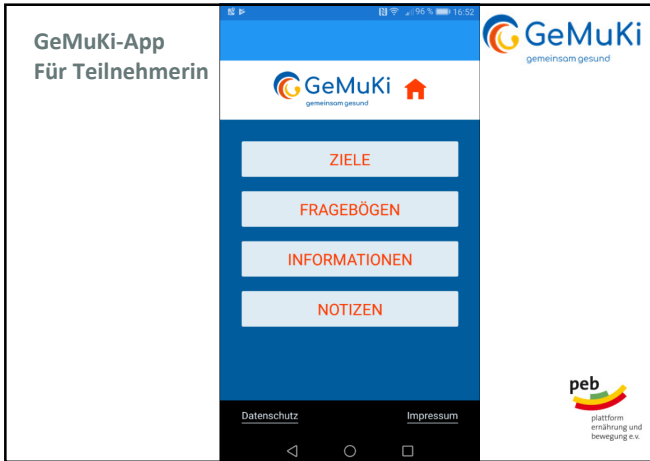 GeMuKi-App
Für Teilnehmerin
96 % 16:52
GeMuKi
gemeinsam gesund
ZIELE
FRAGEBÖGEN
INFORMATIONEN
NOTIZEN
Datenschutz Impressum
GeMuKi
gemeinsam gesund
peb
plattform
ernährung und
bewegung e.v.